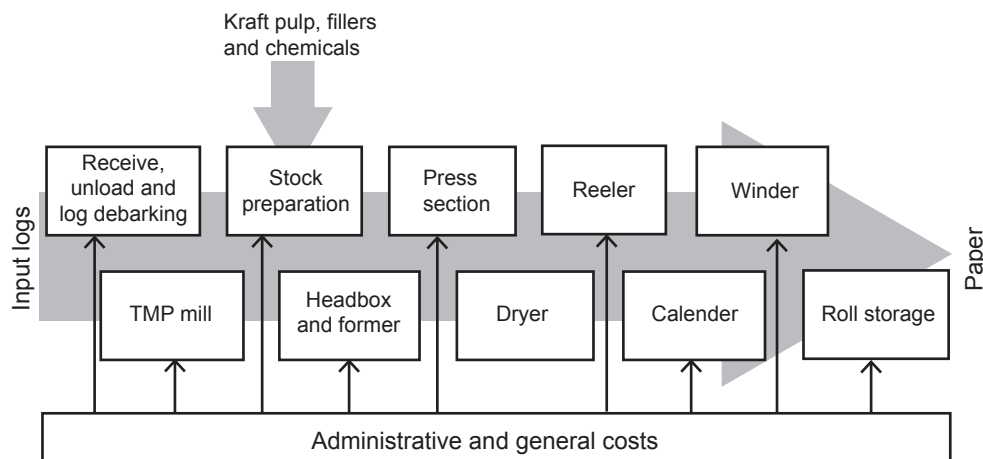 Kraft pulp, fillers
and chemicals
Receive,
unload and
log debarking
Stock
preparation
Press
section
Reeler
Winder
Input logs
Paper
TMP mill
Headbox
and former
Dryer
Calender
Roll storage
Administrative and general costs